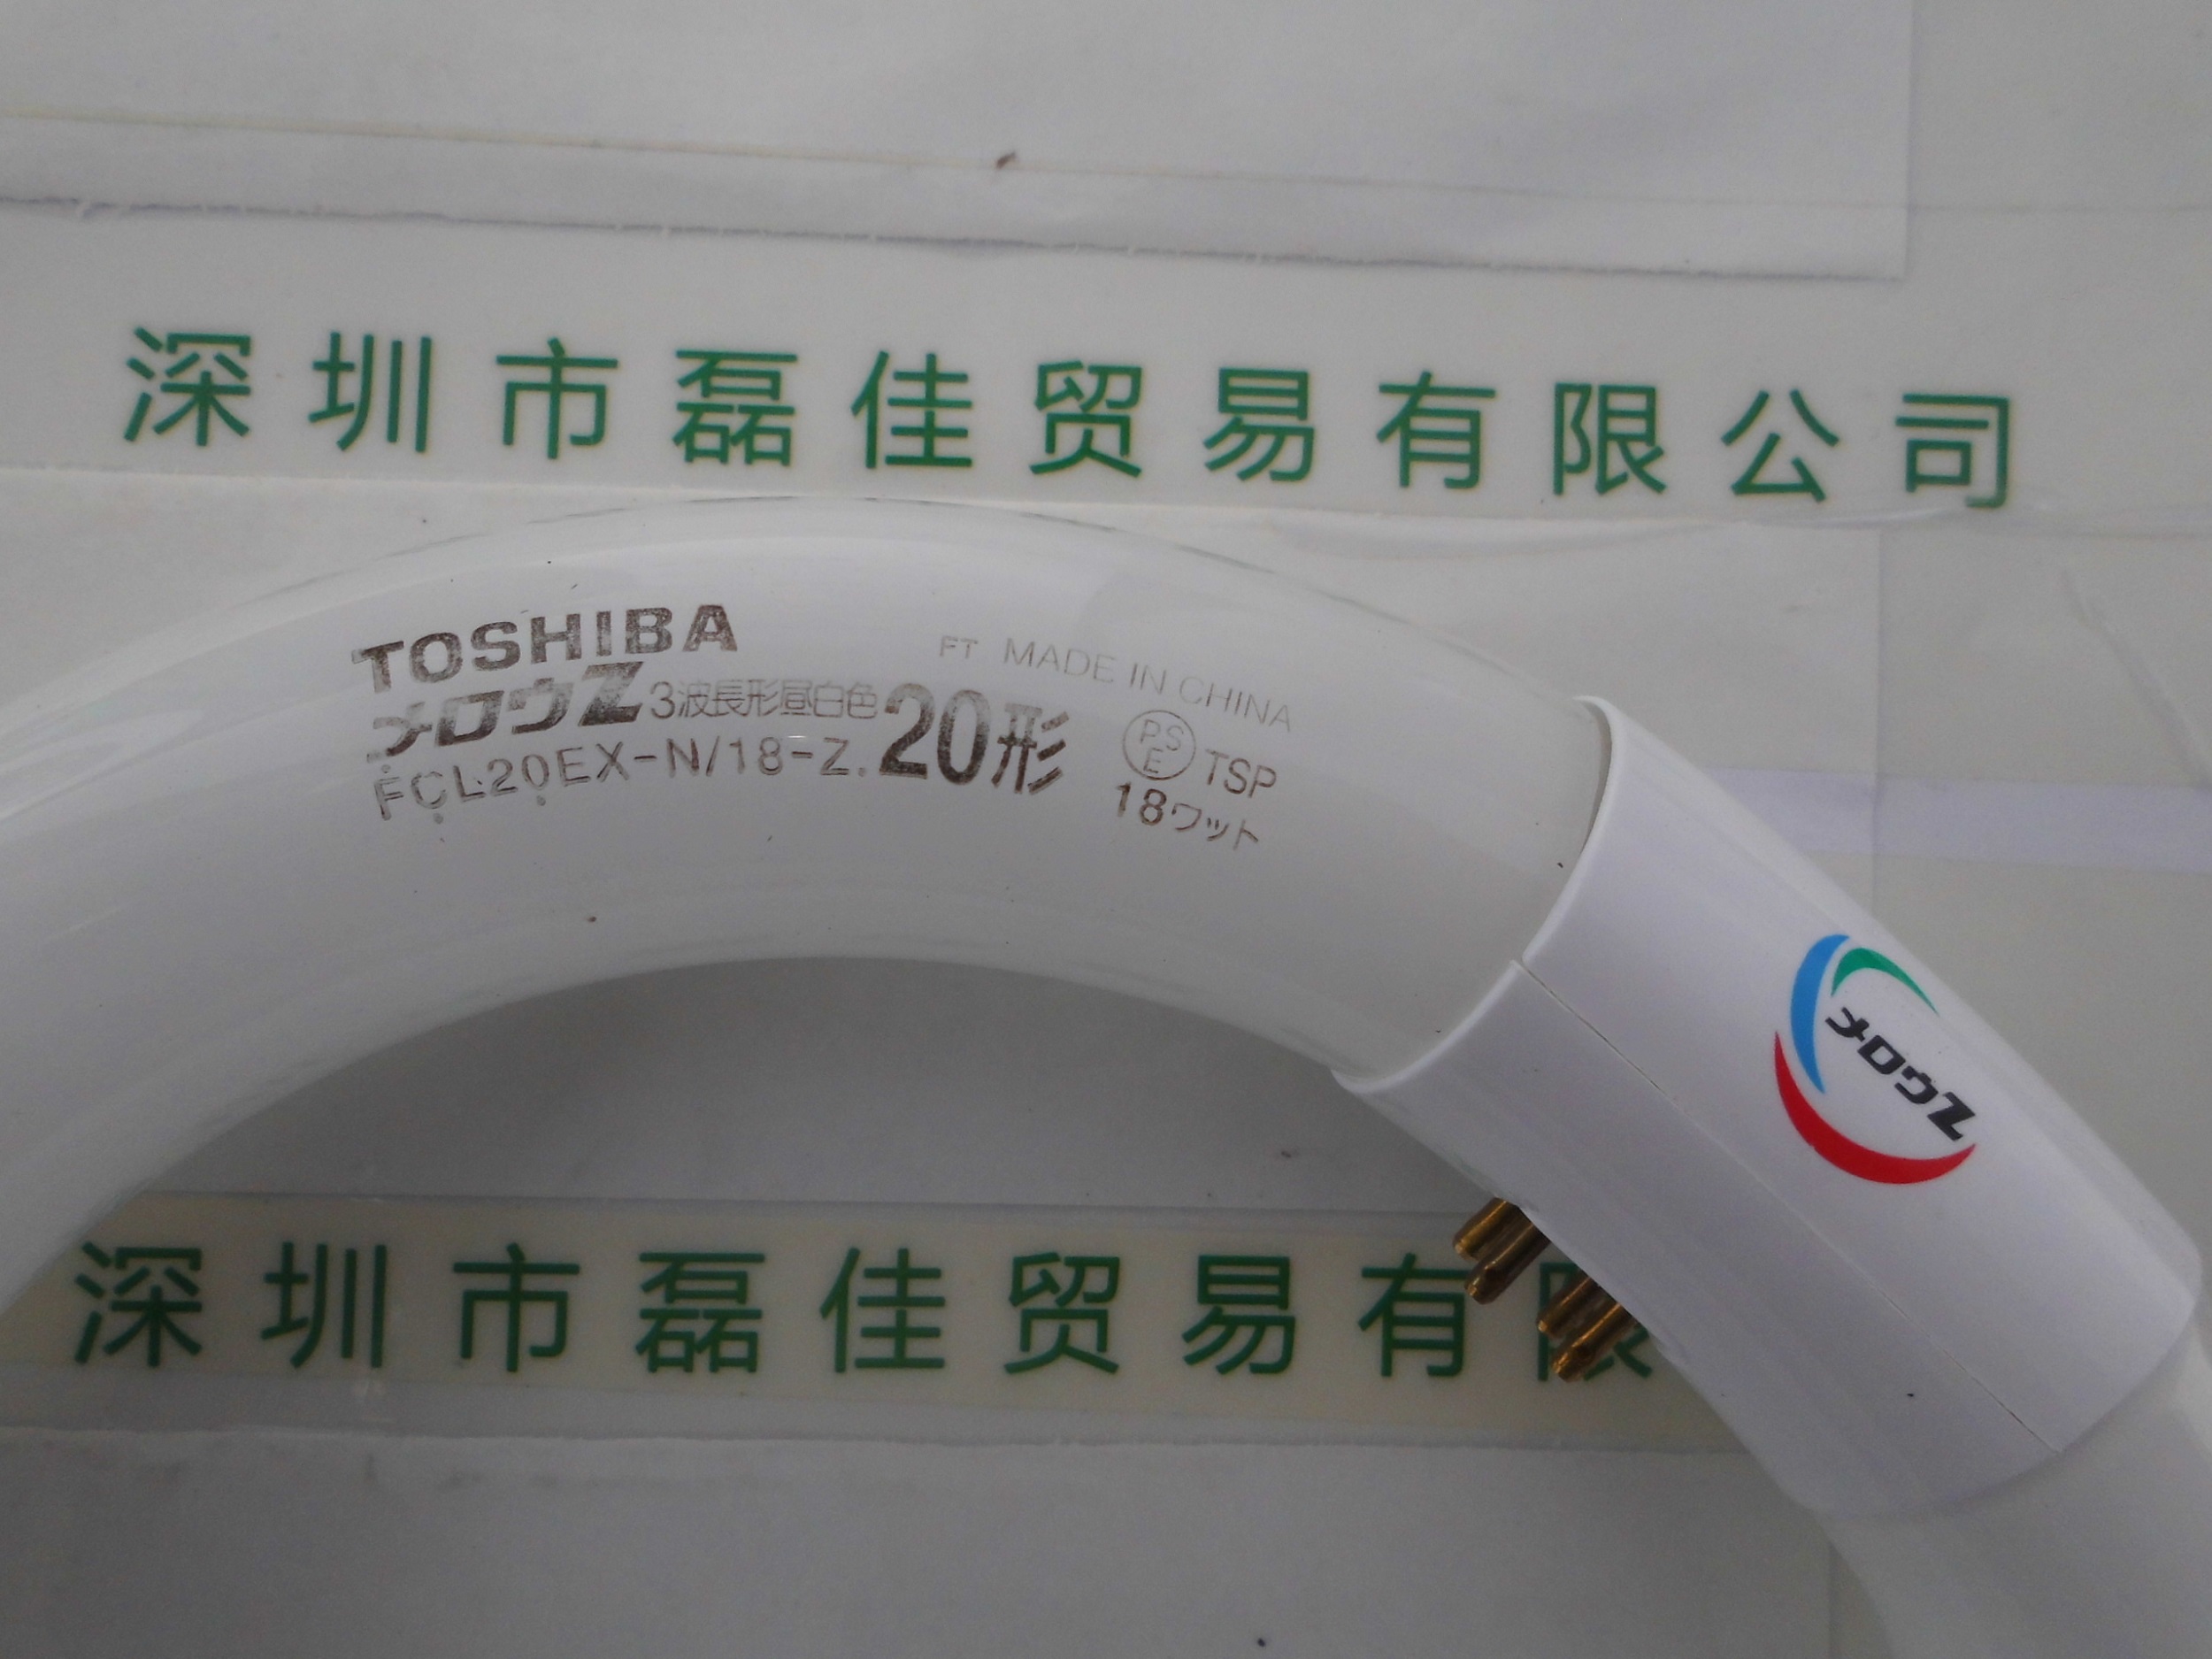 深圳市磊佳贸易有限公司
TOSHIBA
FT MADE IN CHINA
メロウZ 3波長形昼白色 20形
PSE TSP
FCL20EX-N/18-Z.
18ワット
メロウZ
深圳市磊佳贸易有限